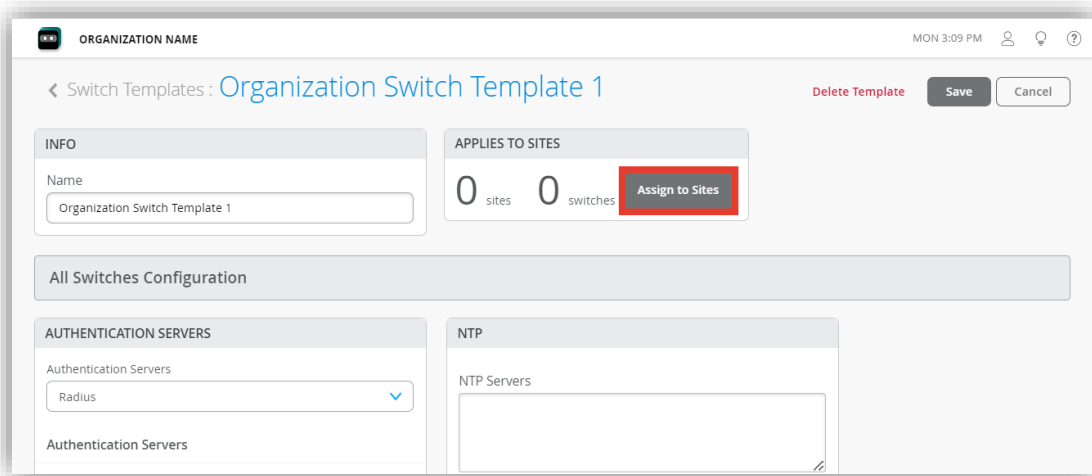 ORGANIZATION NAME
MON 3:09 PM
Switch Templates : Organization Switch Template 1
Delete Template
Save
Cancel
INFO
Name
Organization Switch Template 1
APPLIES TO SITES
0 sites 0 switches
Assign to Sites
All Switches Configuration
AUTHENTICATION SERVERS
Authentication Servers
Radius
Authentication Servers
NTP
NTP Servers